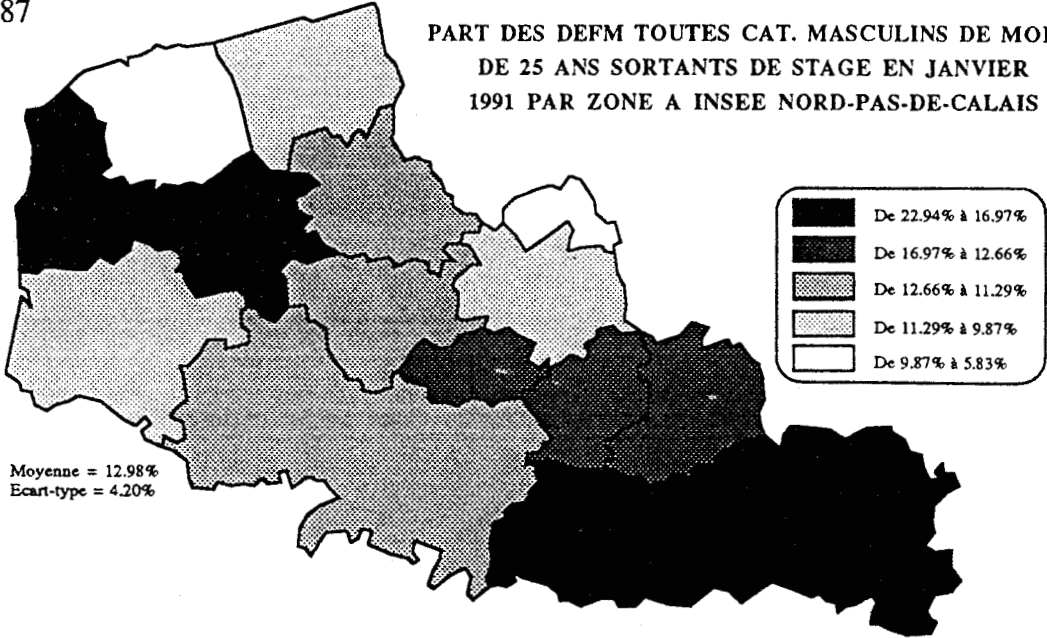 87
PART DES DEFM TOUTES CAT. MASCULINS DE
DE 25 ANS SORTANTS DE STAGE EN JANVIER
1991 PAR ZONE A INSEE NORD-PAS-DE-CALAIS
De 22.94% à 16.97%
De 16.97% à 12.66%
De 12.66% à 11.29%
De 11.29% à 9.87%
De 9.87% à 5.83%
Moyenne = 12.98%
Ecart-type = 4.20%